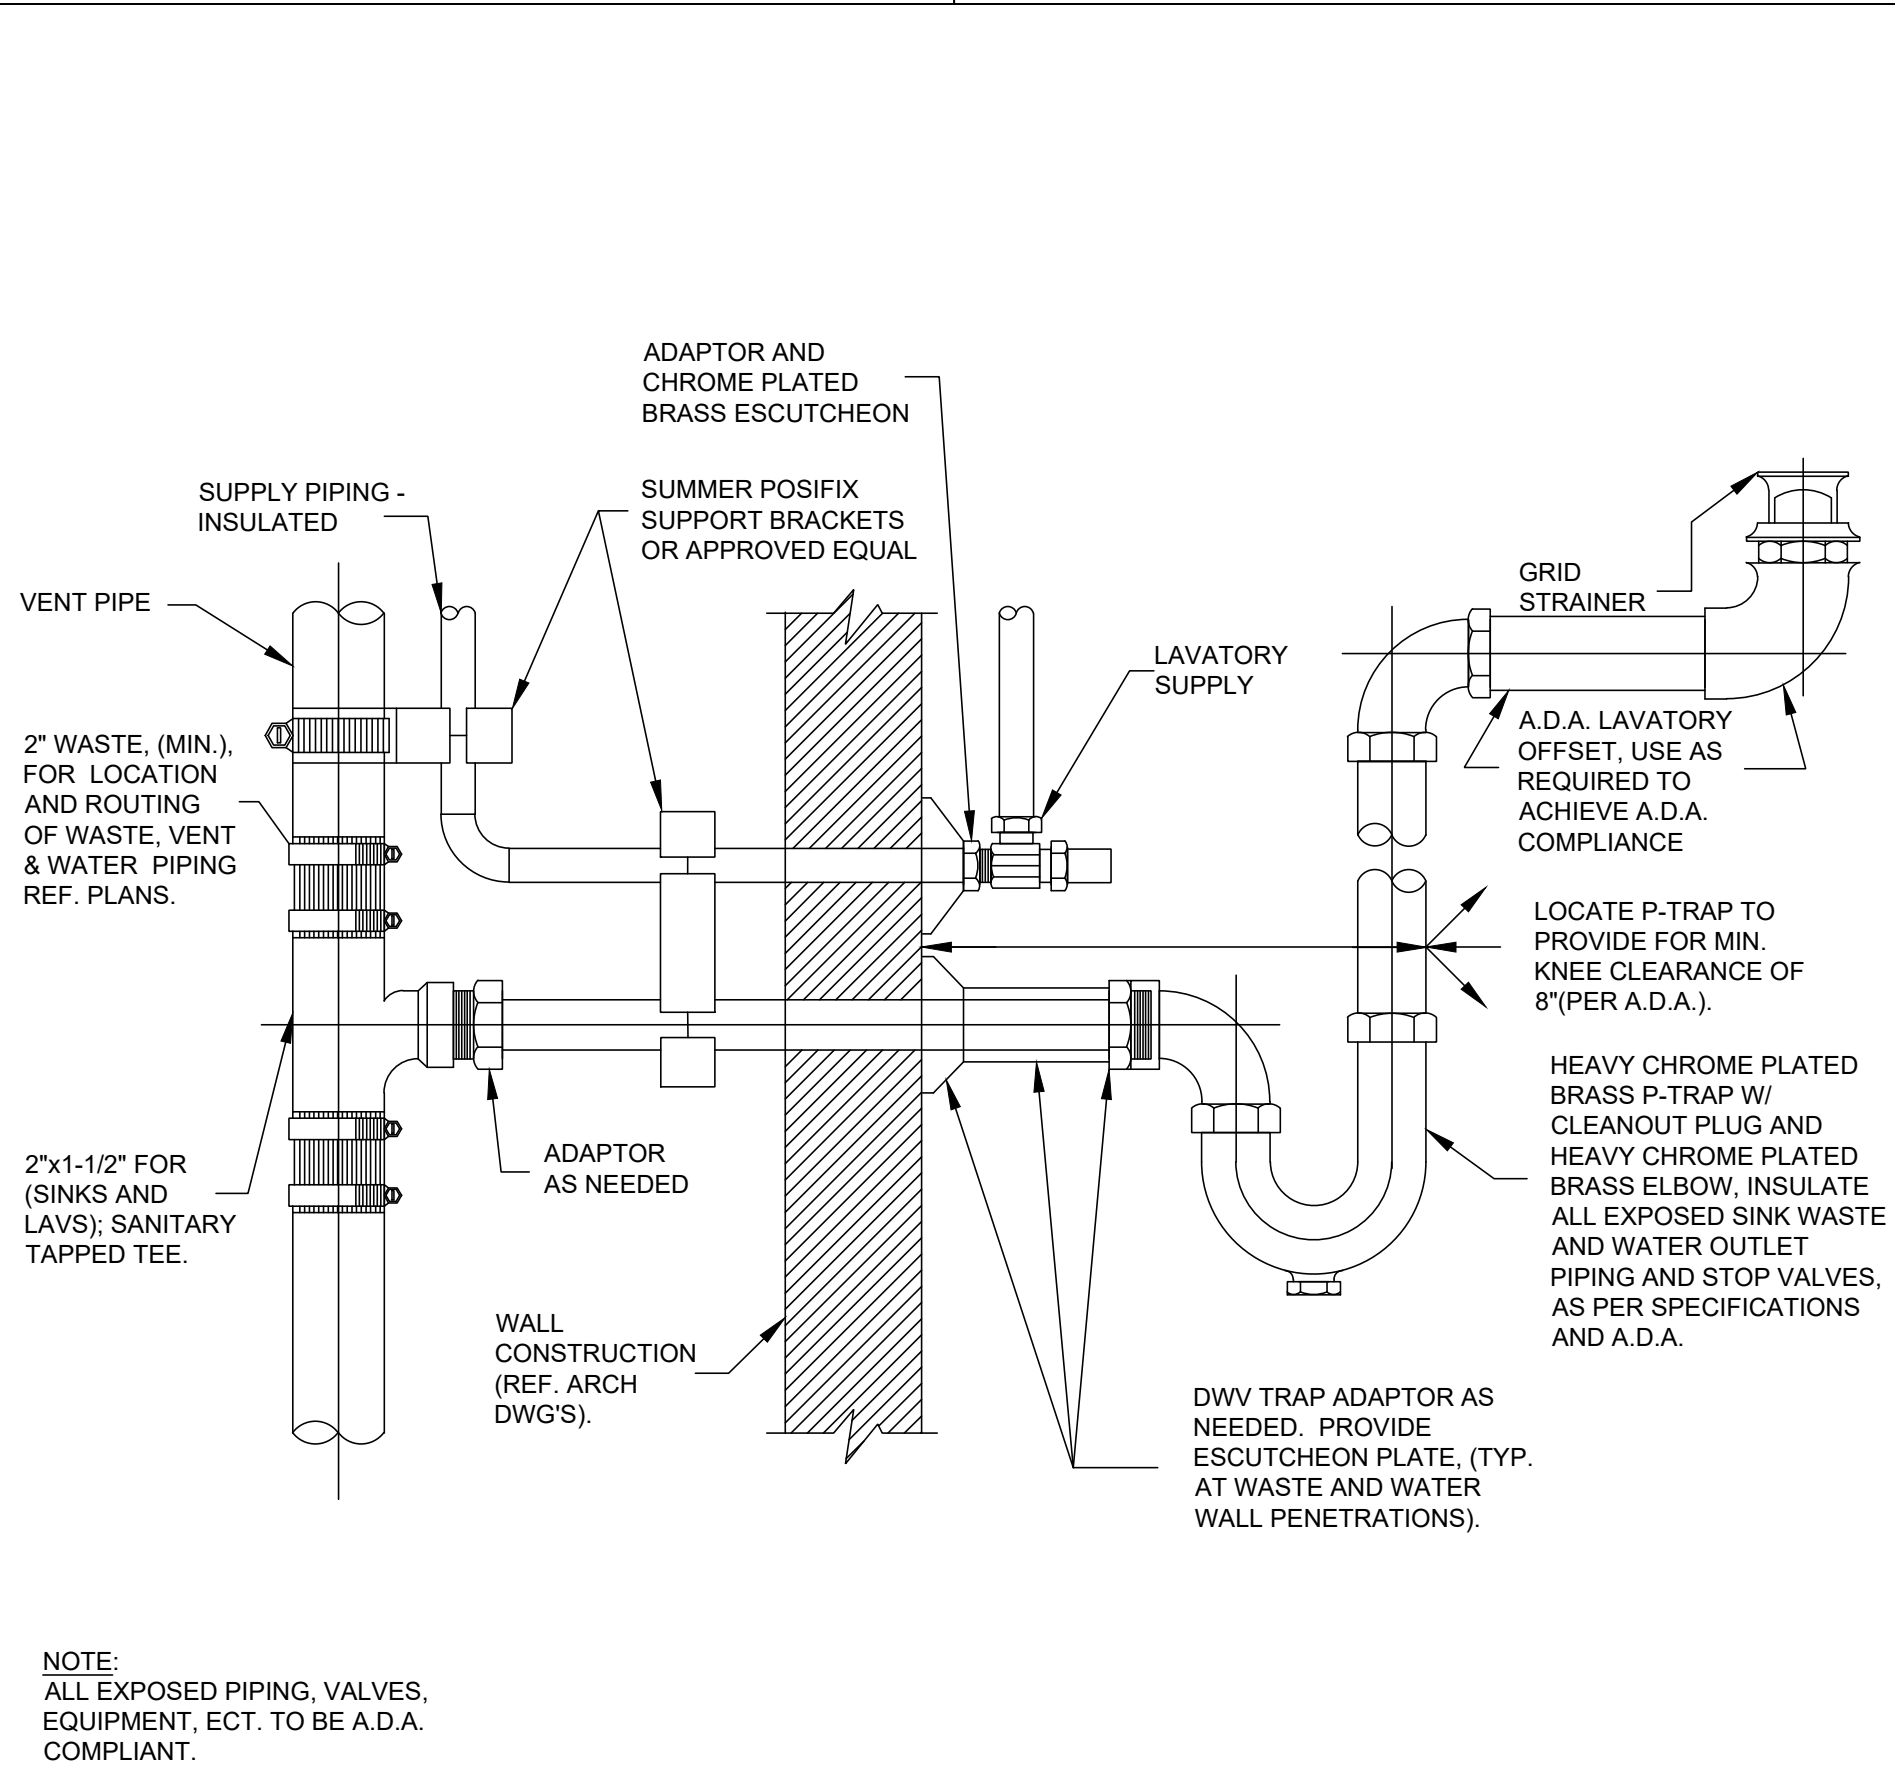 ADAPTOR AND
CHROME PLATED
BRASS ESCUTCHEON
SUPPLY PIPING -
INSULATED
SUMMER POSIFIX
SUPPORT BRACKETS
OR APPROVED EQUAL
VENT PIPE
GRID
STRAINER
LAVATORY
SUPPLY
2" WASTE, (MIN.),
FOR LOCATION
AND ROUTING
OF WASTE, VENT
& WATER PIPING
REF. PLANS.
A.D.A. LAVATORY
OFFSET, USE AS
REQUIRED TO
ACHIEVE A.D.A.
COMPLIANCE
LOCATE P-TRAP TO
PROVIDE FOR MIN.
KNEE CLEARANCE OF
8"(PER A.D.A.).
HEAVY CHROME PLATED
BRASS P-TRAP W/
CLEANOUT PLUG AND
HEAVY CHROME PLATED
BRASS ELBOW, INSULATE
ALL EXPOSED SINK WASTE
AND WATER OUTLET
PIPING AND STOP VALVES,
AS PER SPECIFICATIONS
AND A.D.A.
2"x1-1/2" FOR
(SINKS AND
LAVS); SANITARY
TAPPED TEE.
ADAPTOR
AS NEEDED
WALL
CONSTRUCTION
(REF. ARCH
DWG'S).
DWV TRAP ADAPTOR AS
NEEDED. PROVIDE
ESCUTCHEON PLATE, (TYP.
AT WASTE AND WATER
WALL PENETRATIONS).
NOTE:
ALL EXPOSED PIPING, VALVES,
EQUIPMENT, ECT. TO BE A.D.A.
COMPLIANT.